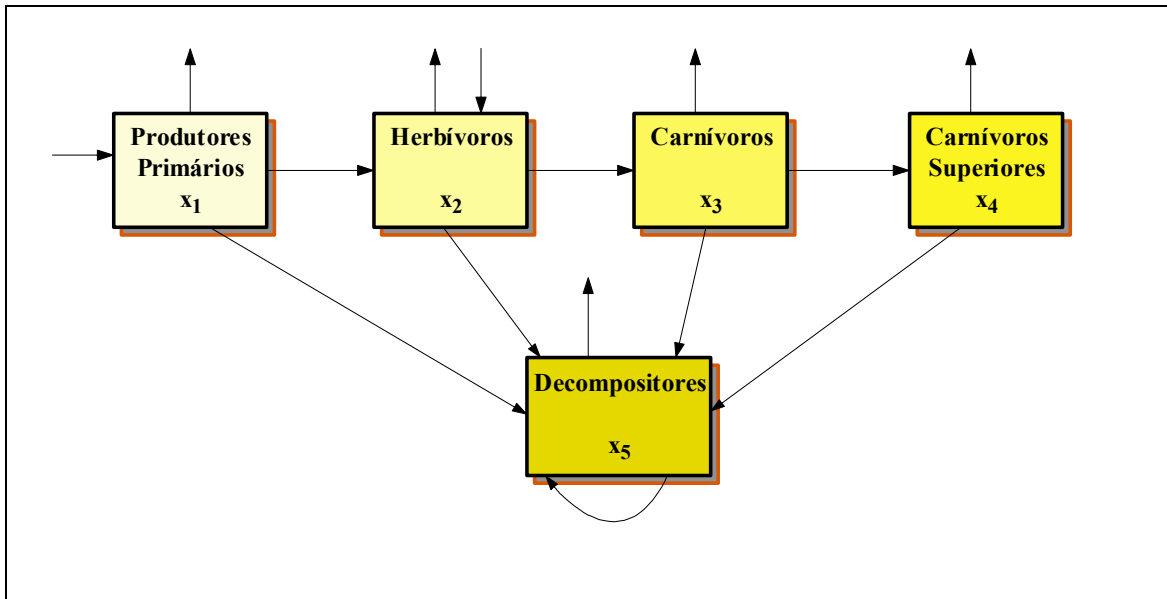 Produtores
Primários
x1
Herbívoros
x2
Carnívoros
x3
Carnívoros
Superiores
x4
Decompositores
x5